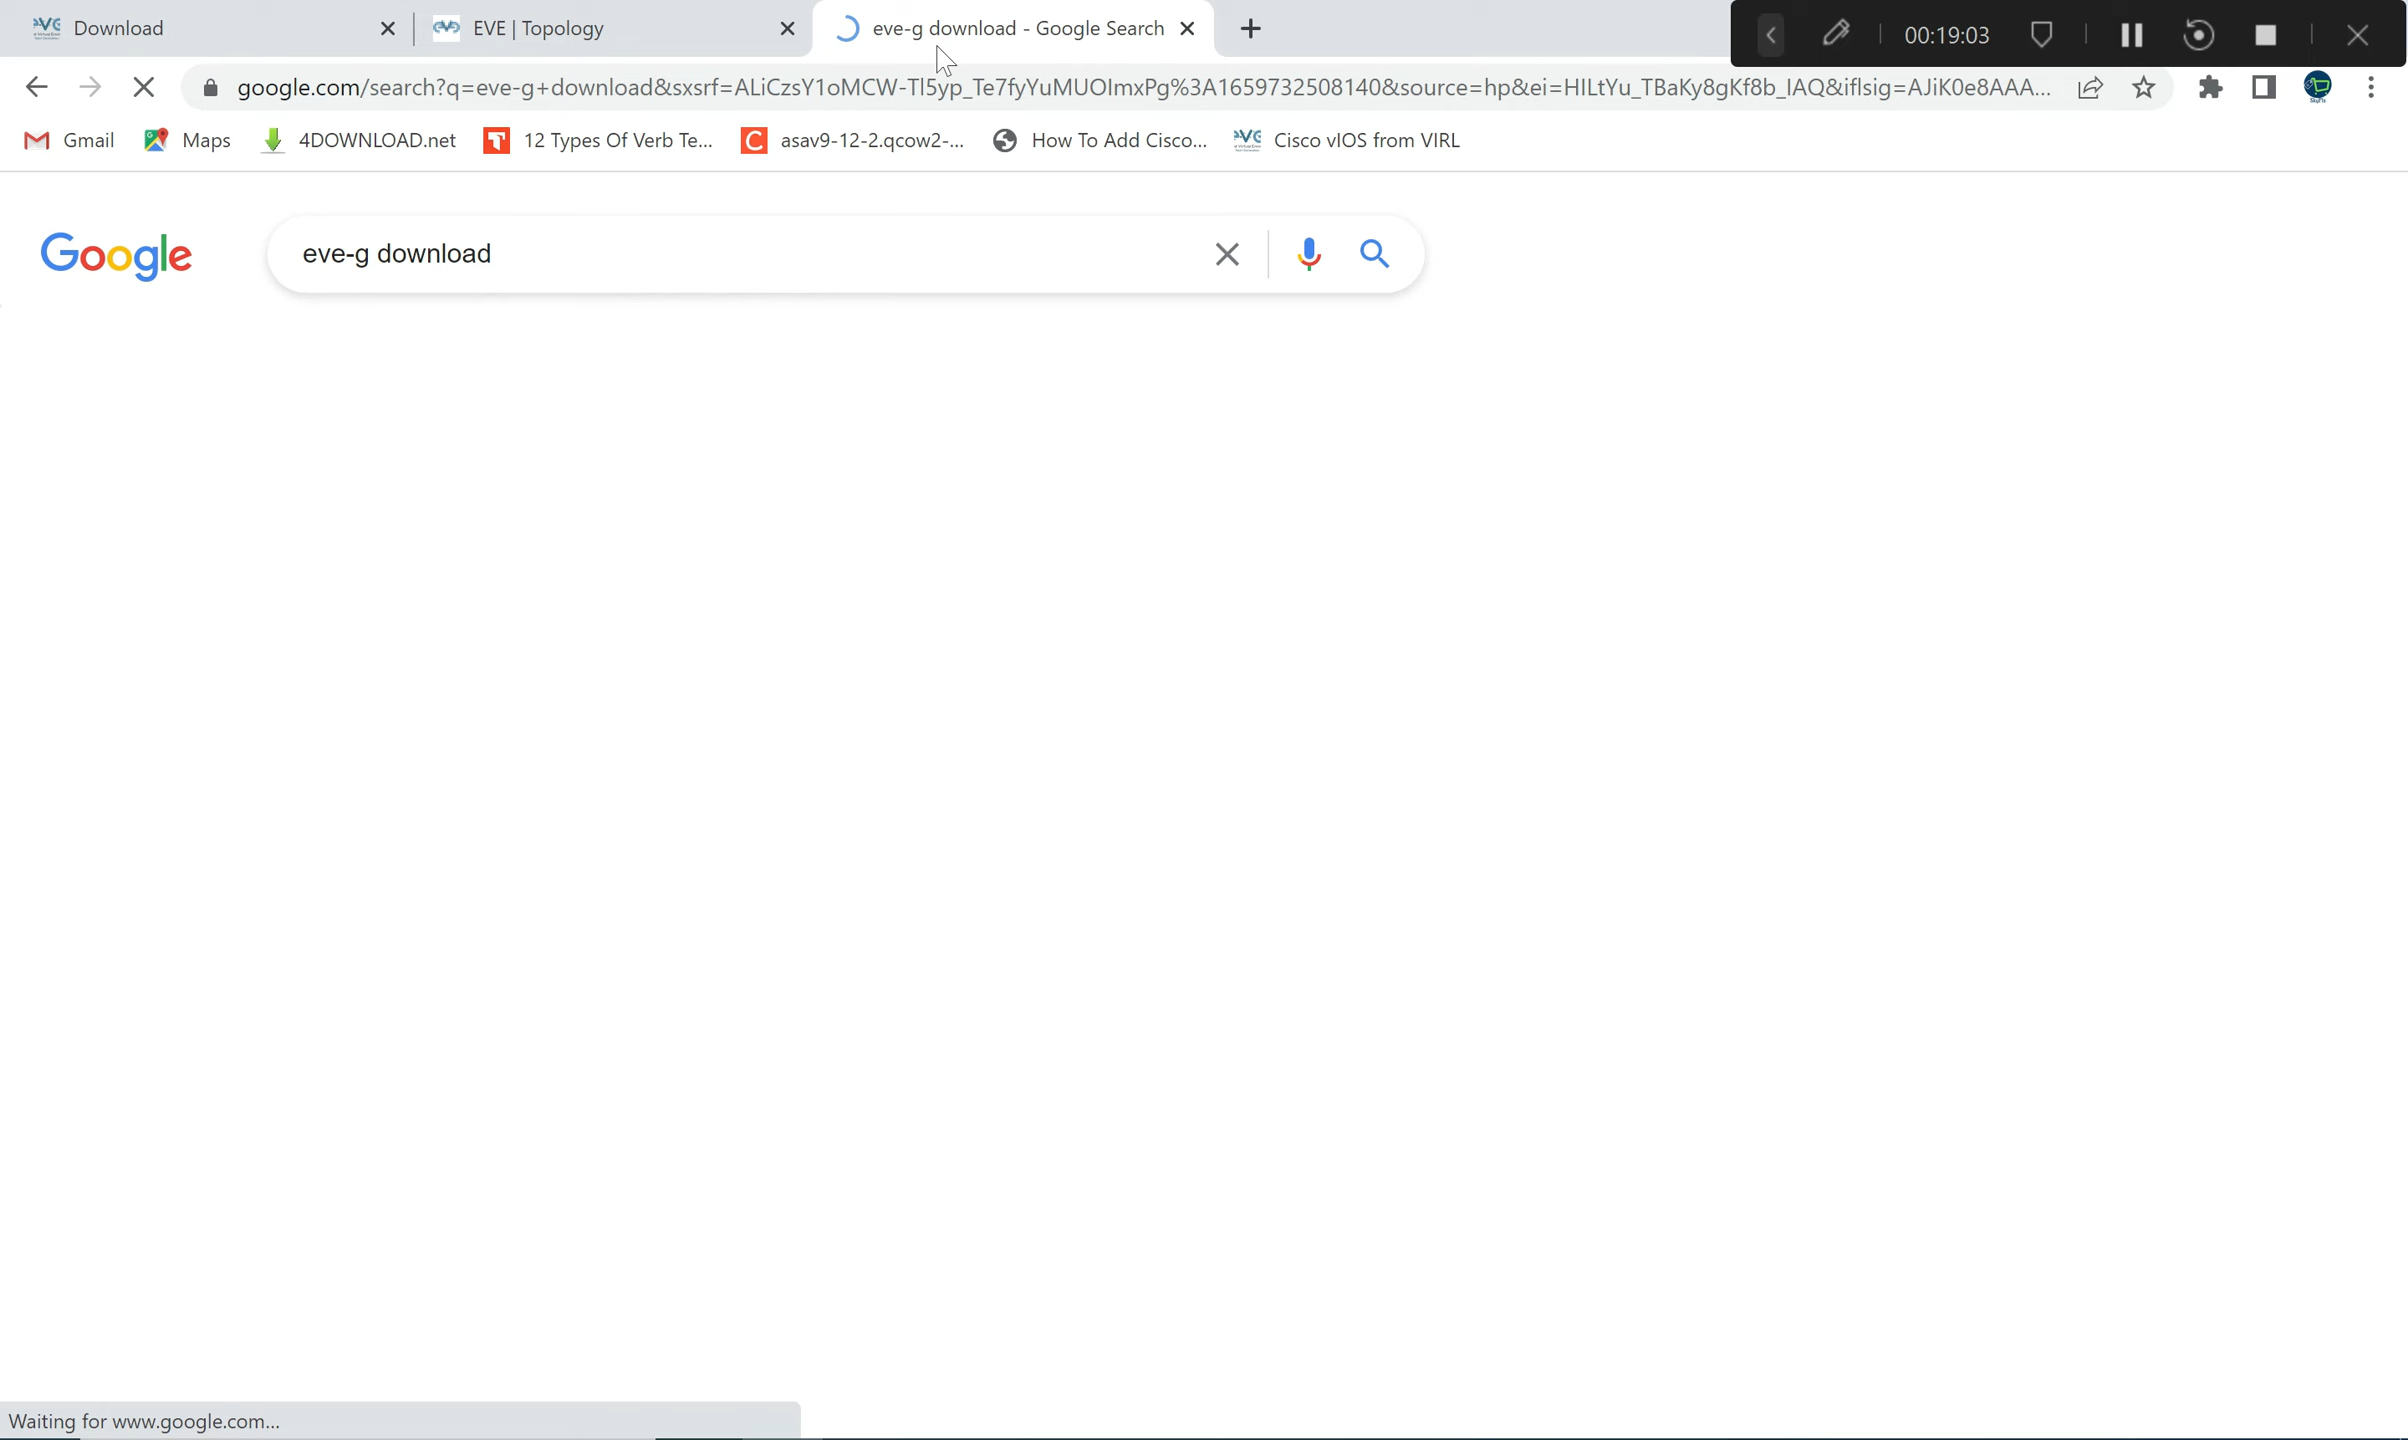 Download
EVE | Topology
eve-g download - Google Search
00:19:03
google.com/search?q=eve-g+download&sxsrf=ALiCzsY1oMCW-Tl5yp_Te7fyYuMUOImxPg%3A1659732508140&source=hp&ei=HILtYu_TBaKy8gKf8b_IAQ&iflsig=AJiK0e8AAA...
Gmail
Maps
4DOWNLOAD.net
12 Types Of Verb Te...
asav9-12-2.qcow2-...
How To Add Cisco...
Cisco vIOS from VIRL
Google
eve-g download
Waiting for www.google.com...